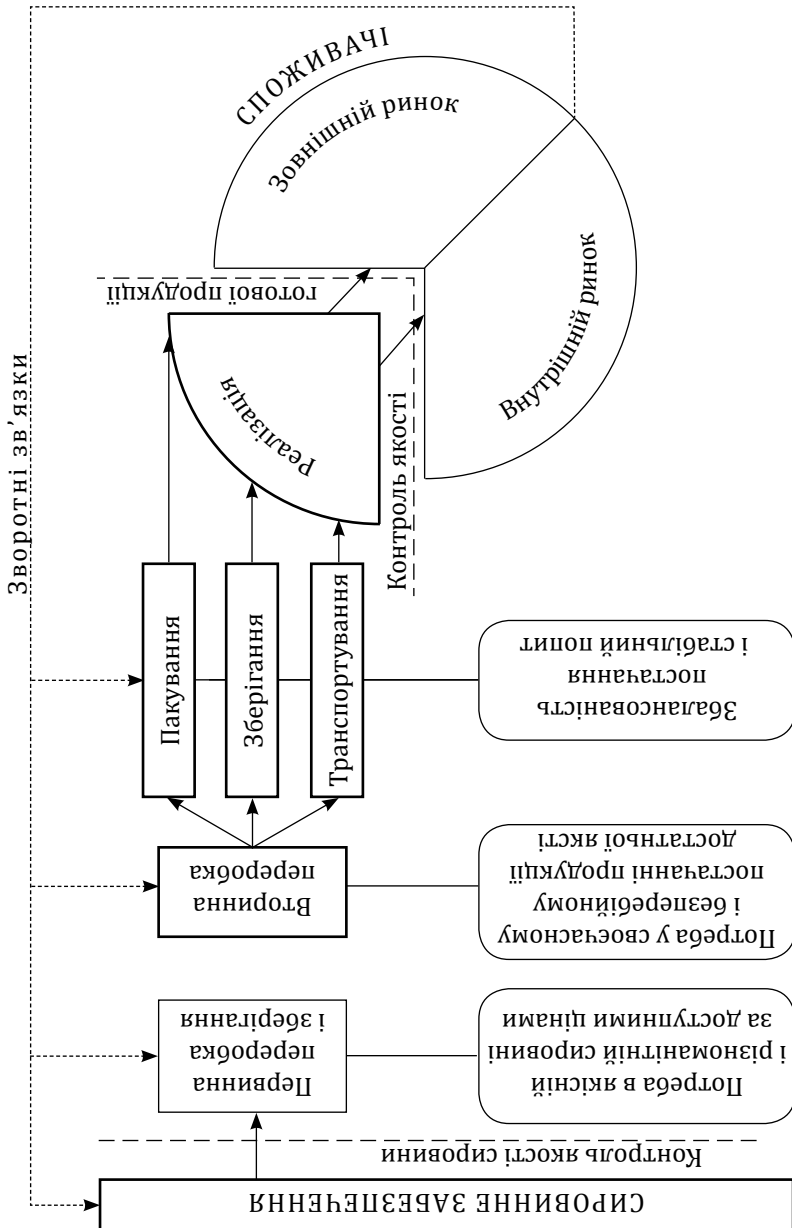 Зворотні зв’язки
СПОЖИВАЧІ
Зовнішній ринок
Внутрішній ринок
готової продукції
Контроль якості
Реалізація
Пакування
Зберігання
Транспортування
Збалансованість
постачання
і стабільний попит
Вторинна
переробка
Потреба у своєчасному
і безперебійному
постачанні продукції
достатньої якості
Первинна
переробка
і зберігання
Потреба в якісній
і різноманітній сировині
за доступними цінами
Контроль якості сировини
СИРОВИННЕ ЗАБЕЗПЕЧЕННЯ